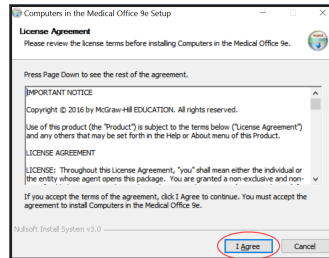 Computers in the Medical Office 9e Setup
License Agreement
Please review the license terms before installing Computers in the Medical Office 9e.
Press Page Down to see the rest of the agreement.
IMPORTANT NOTICE
Copyright © 2016 by McGraw-Hill EDUCATION. All rights reserved.
Use of this product (the "Product") is subject to the terms below ("License Agreement")
and any others that may be set forth in the Help or About menu of this Product.
LICENSE AGREEMENT
LICENSE: Throughout this License Agreement, "you" shall mean either the individual or
the entity whose agent opens this package. You are granted a non-exclusive and non-
If you accept the terms of the agreement, click I Agree to continue. You must accept the
agreement to install Computers in the Medical Office 9e.
Nullsoft Install System v3.0
I Agree
Cancel